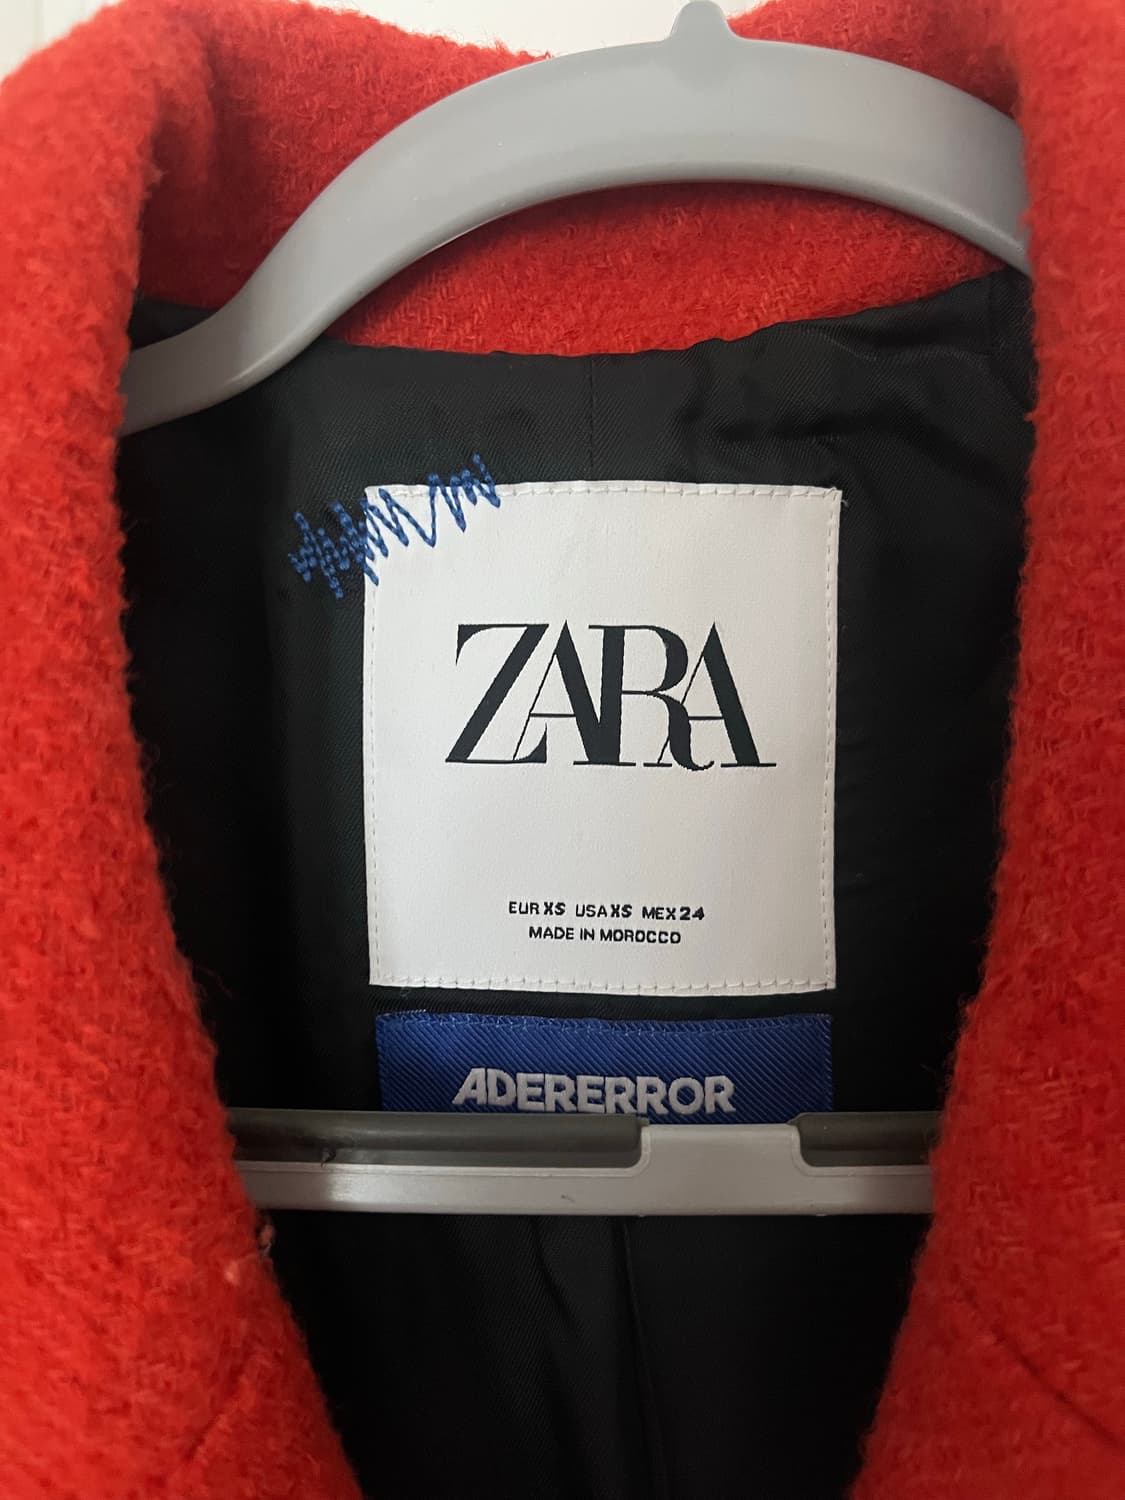 ZARA
EUR XS USA XS MEX 24
MADE IN MOROCCO
ADERERROR